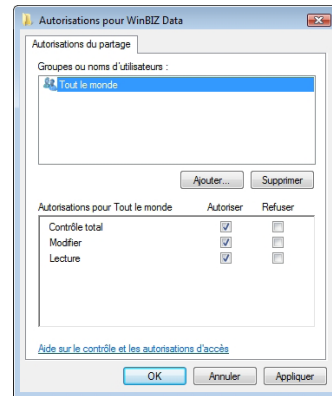 Autorisations pour WinBIZ Data
Autorisations du partage
Groupes ou noms d'utilisateurs :
Tout le monde
Ajouter... Supprimer
Autorisations pour Tout le monde Autoriser Refuser
Contrôle total
Modifier
Lecture
Aide sur le contrôle et les autorisations d'accès
OK Annuler Appliquer